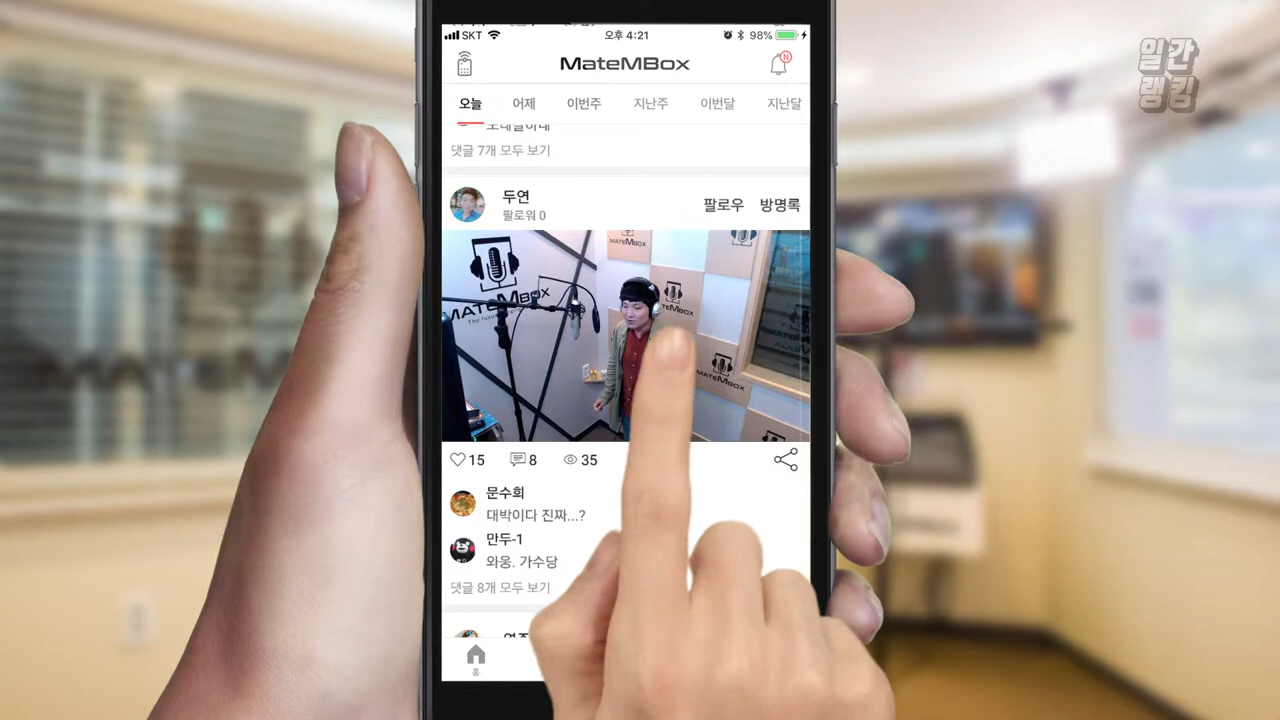 SKT 오후 4:21 98%
MateMBox N
오늘 어제 이번주 지난주 이번달 지난달
댓글 7개 모두 보기
두연
팔로워 0
팔로우 방명록
MATEMBOX
MATEMBOX
MATEMBOX
15 8 35
문수희
대박이다 진짜...?
만두-1
와웅. 가수당
댓글 8개 모두 보기
홈
일간
랭킹